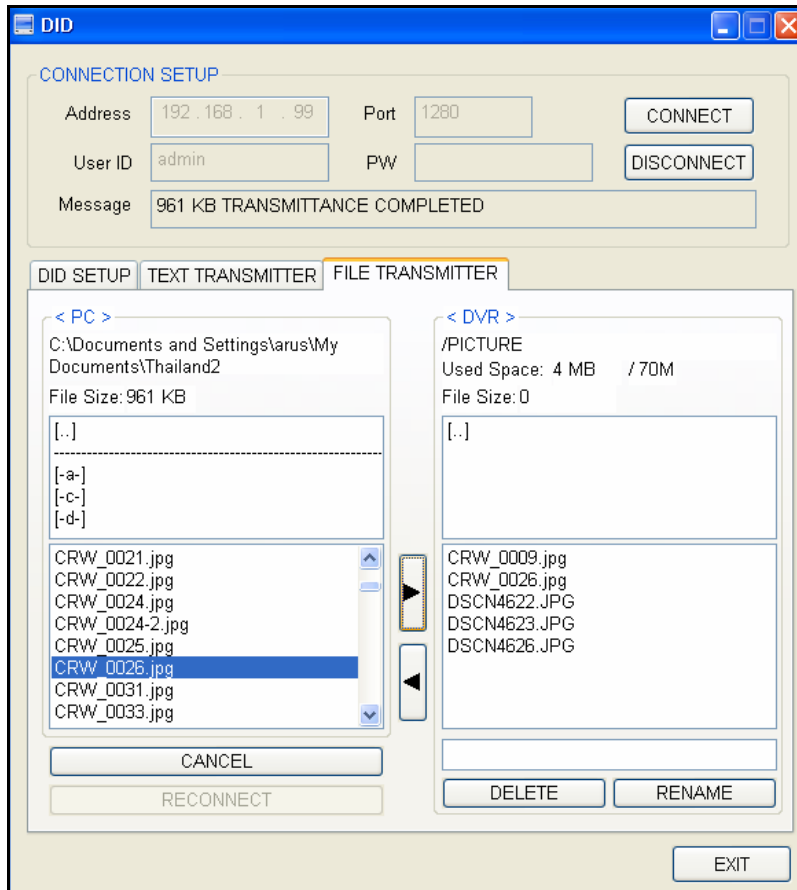 DID
CONNECTION SETUP
Address 192 . 168 . 1 . 99 Port 1280 CONNECT
User ID admin PW DISCONNECT
Message 961 KB TRANSMITTANCE COMPLETED
DID SETUP TEXT TRANSMITTER FILE TRANSMITTER
< PC >
C:\Documents and Settings\arus\My
Documents\Thailand2
File Size: 961 KB
[..]
[-a-]
[-c-]
[-d-]
CRW_0021.jpg
CRW_0022.jpg
CRW_0024.jpg
CRW_0024-2.jpg
CRW_0025.jpg
CRW_0026.jpg
CRW_0031.jpg
CRW_0033.jpg
CANCEL
RECONNECT
< DVR >
/PICTURE
Used Space: 4 MB / 70M
File Size: 0
[..]
CRW_0009.jpg
CRW_0026.jpg
DSCN4622.JPG
DSCN4623.JPG
DSCN4626.JPG
DELETE RENAME
EXIT